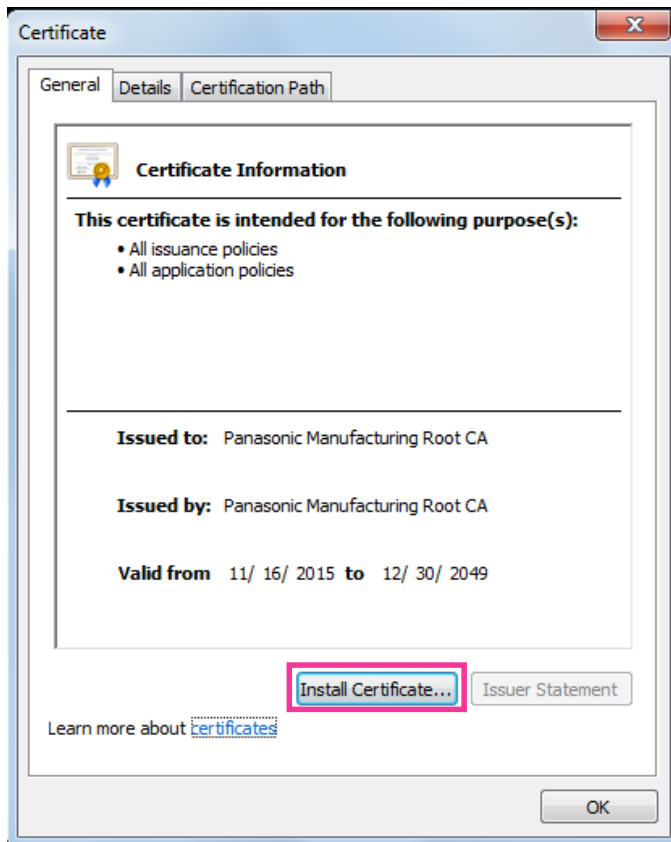 Certificate
General Details Certification Path
Certificate Information
This certificate is intended for the following purpose(s):
• All issuance policies
• All application policies
Issued to: Panasonic Manufacturing Root CA
Issued by: Panasonic Manufacturing Root CA
Valid from 11/ 16/ 2015 to 12/ 30/ 2049
Install Certificate... Issuer Statement
Learn more about certificates
OK